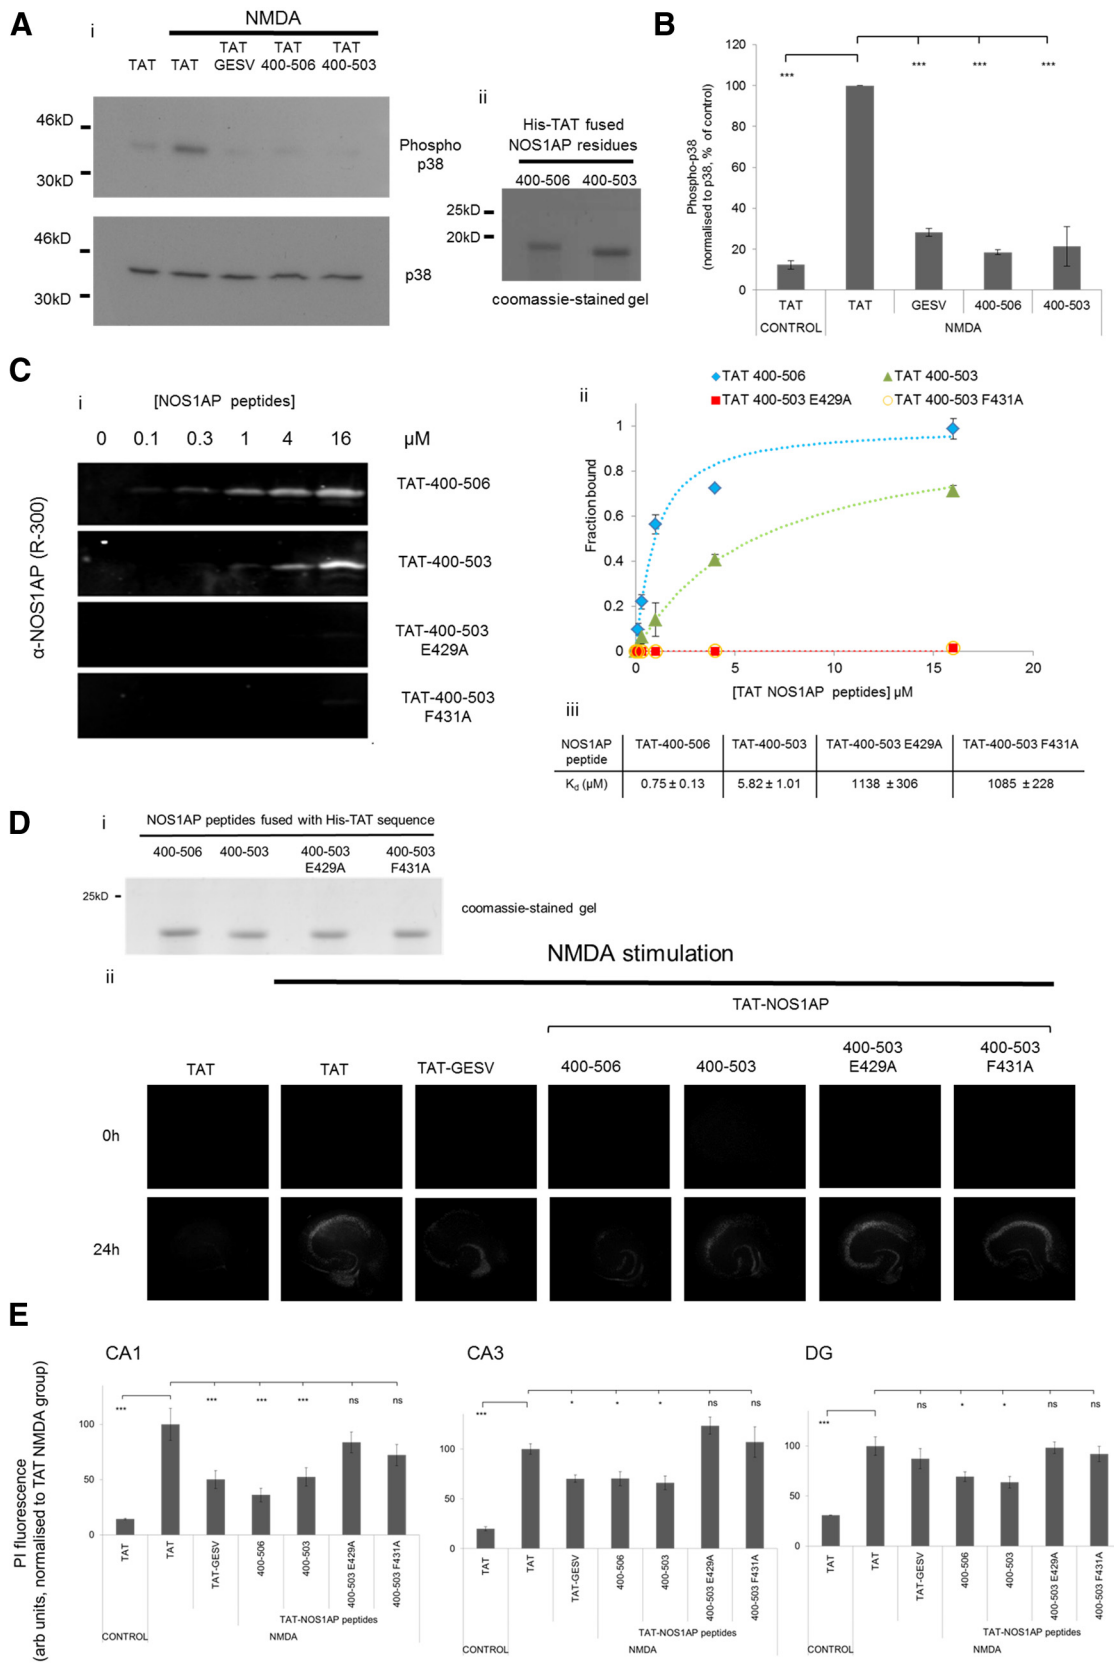 A
i
NMDA
TAT TAT TAT TAT
TAT TAT GESV 400-506 400-503
46kD
30kD
Phospho
p38
46kD
30kD
p38
ii
His-TAT fused
NOS1AP residues
400-506 400-503
25kD
20kD
coomassie-stained gel
B
Phospho-p38
(normalised to p38, % of control)
120
100
80
60
40
20
0
***
*** *** ***
TAT TAT GESV 400-506 400-503
CONTROL NMDA
C
i
[NOS1AP peptides]
0 0.1 0.3 1 4 16 µM
α-NOS1AP (R-300)
TAT-400-506
TAT-400-503
TAT-400-503
E429A
TAT-400-503
F431A
ii
TAT 400-506 TAT 400-503
TAT 400-503 E429A TAT 400-503 F431A
Fraction bound
1
0.8
0.6
0.4
0.2
0
0 5 10 15 20
[TAT NOS1AP peptides] µM
iii
NOS1AP
peptide TAT-400-506 TAT-400-503 TAT-400-503 E429A TAT-400-503 F431A
Kd (µM) 0.75 ± 0.13 5.82 ± 1.01 1138 ± 306 1085 ± 228
D
i
NOS1AP peptides fused with His-TAT sequence
400-506 400-503 400-503 400-503
E429A F431A
25kD
coomassie-stained gel
ii
NMDA stimulation
TAT-NOS1AP
400-503 400-503
TAT TAT TAT-GESV 400-506 400-503 E429A F431A
0h
24h
E
PI fluorescence
(arb units, normalised to TAT NMDA group)
CA1
100
50
0
***
*** *** *** ns ns
TAT TAT TAT-GESV 400-506 400-503 400-503 E429A 400-503 F431A
TAT-NOS1AP peptides
CONTROL NMDA
CA3
100
50
0
***
* * * ns ns
TAT TAT TAT-GESV 400-506 400-503 400-503 E429A 400-503 F431A
TAT-NOS1AP peptides
CONTROL NMDA
DG
100
50
0
***
ns * * ns ns
TAT TAT TAT-GESV 400-506 400-503 400-503 E429A 400-503 F431A
TAT-NOS1AP peptides
CONTROL NMDA